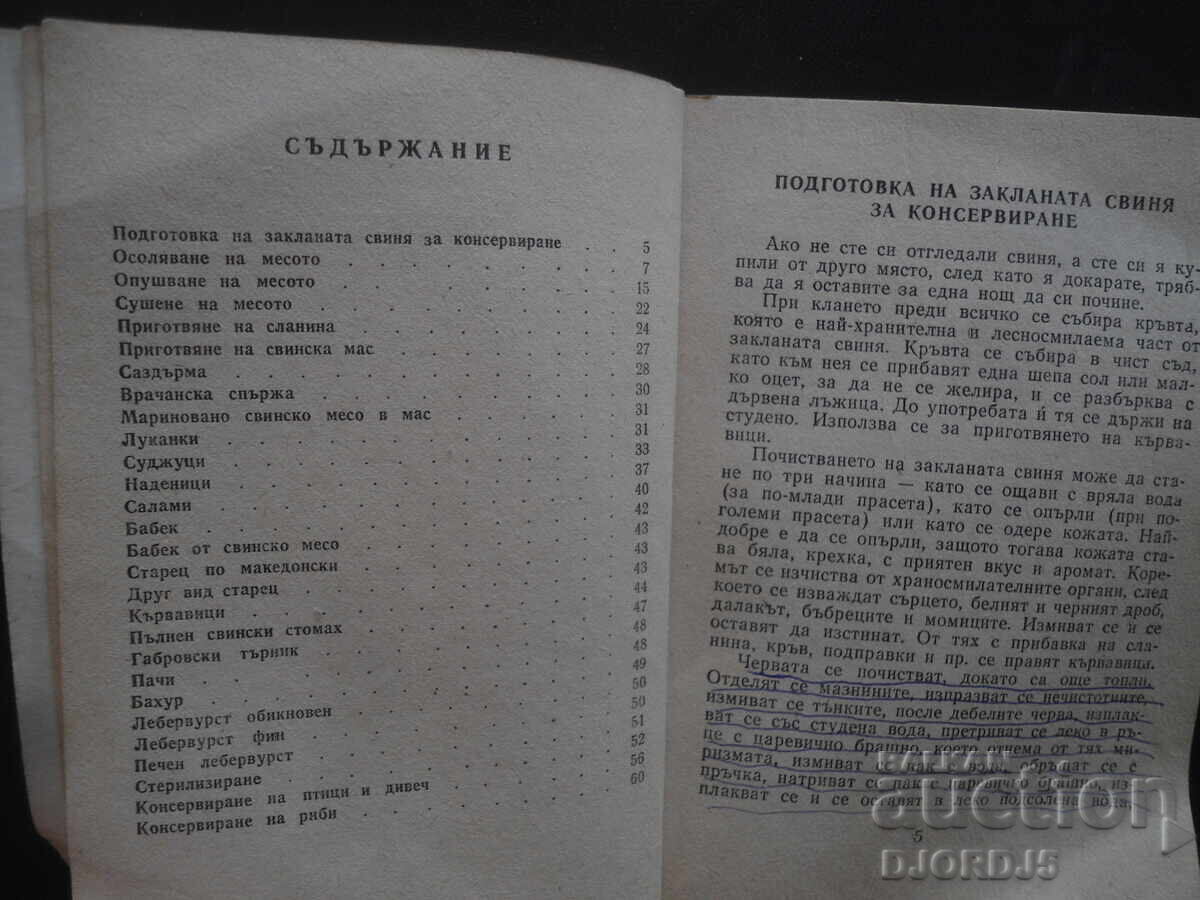 СЪДЪРЖАНИЕ
Подготовка на закланата свиня за консервиране . . 5
Осоляване на месото . . . . . . . . 7
Опушване на месото . . . . . . . . 15
Сушене на месото . . . . . . . . 22
Приготвяне на сланина . . . . . . . 24
Приготвяне на свинска мас . . . . . . 27
Саздърма . . . . . . . . . . 28
Врачанска спържа . . . . . . . . 30
Мариновано свинско месо в мас . . . . . 31
Луканки . . . . . . . . . . 31
Суджуци . . . . . . . . . . 33
Наденици . . . . . . . . . . 37
Салами . . . . . . . . . . 40
Бабек . . . . . . . . . . 42
Бабек от свинско месо . . . . . . . 43
Старец по македонски . . . . . . . 43
Друг вид старец . . . . . . . . 43
Кървавици . . . . . . . . . . 44
Пълнен свински стомах . . . . . . . 47
Габровски търник . . . . . . . . 48
Пачи . . . . . . . . . . 48
Бахур . . . . . . . . . . 49
Лебервурст обикновен . . . . . . . 50
Лебервурст фин . . . . . . . . 50
Печен лебервурст . . . . . . . . 51
Стерилизиране . . . . . . . . . 52
Консервиране на птици и дивеч . . . . . 56
Консервиране на риби . . . . . . . 60
ПОДГОТОВКА НА ЗАКЛАНАТА СВИНЯ
ЗА КОНСЕРВИРАНЕ
Ако не сте си отгледали свиня, а сте си я ку-
пили от друго място, след като я докарате, тряб-
ва да я оставите за една нощ да си почине.
При клането преди всичко се събира кръвта,
която е най-хранителна и лесносмилаема част от
закланата свиня. Кръвта се събира в чист съд,
като към нея се прибавят една шепа сол или мал-
ко оцет, за да не се желира, и се разбърква с
дървена лъжица. До употребата ѝ тя се държи на
студено. Използва се за приготвянето на кърва-
вици.
Почистването на закланата свиня може да ста-
не по три начина — като се ощави с вряла вода
(за по-млади прасета), като се опърли (при по-
големи прасета) или като се одере кожата. Най-
добре е да се опърли, защото тогава кожата ста-
ва бяла, крехка, с приятен вкус и аромат. Коре-
мът се изчиства от храносмилателните органи, след
което се изваждат сърцето, белият и черният дроб,
далакът, бъбреците и момиците. Измиват се и се
оставят да изстинат. От тях с прибавка на сла-
нина, кръв, подправки и пр. се правят кървавици.
Червата се почистват, докато са още топли.
Отделят се мазнините, изпразват се нечистотиите,
измиват се тънките, после дебелите черва, изплак-
ват се със студена вода, претриват се леко в ръ-
це с царевично брашно, което отнема от тях ми-
ризмата, измиват се пак с вода, обръщат се с
пръчка, натриват се пак с царевично брашно, из-
плакват се и се оставят в леко подсолена вода,
5
BALKAN
auction
DJORDJ5